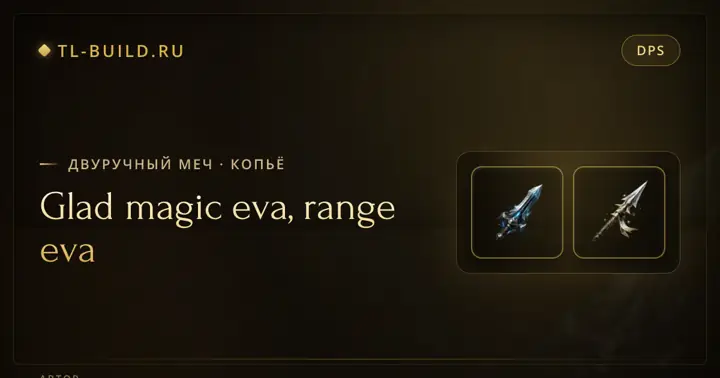 TL-BUILD.RU
DPS
ДВУРУЧНЫЙ МЕЧ · КОПЬЁ
Glad magic eva, range
eva